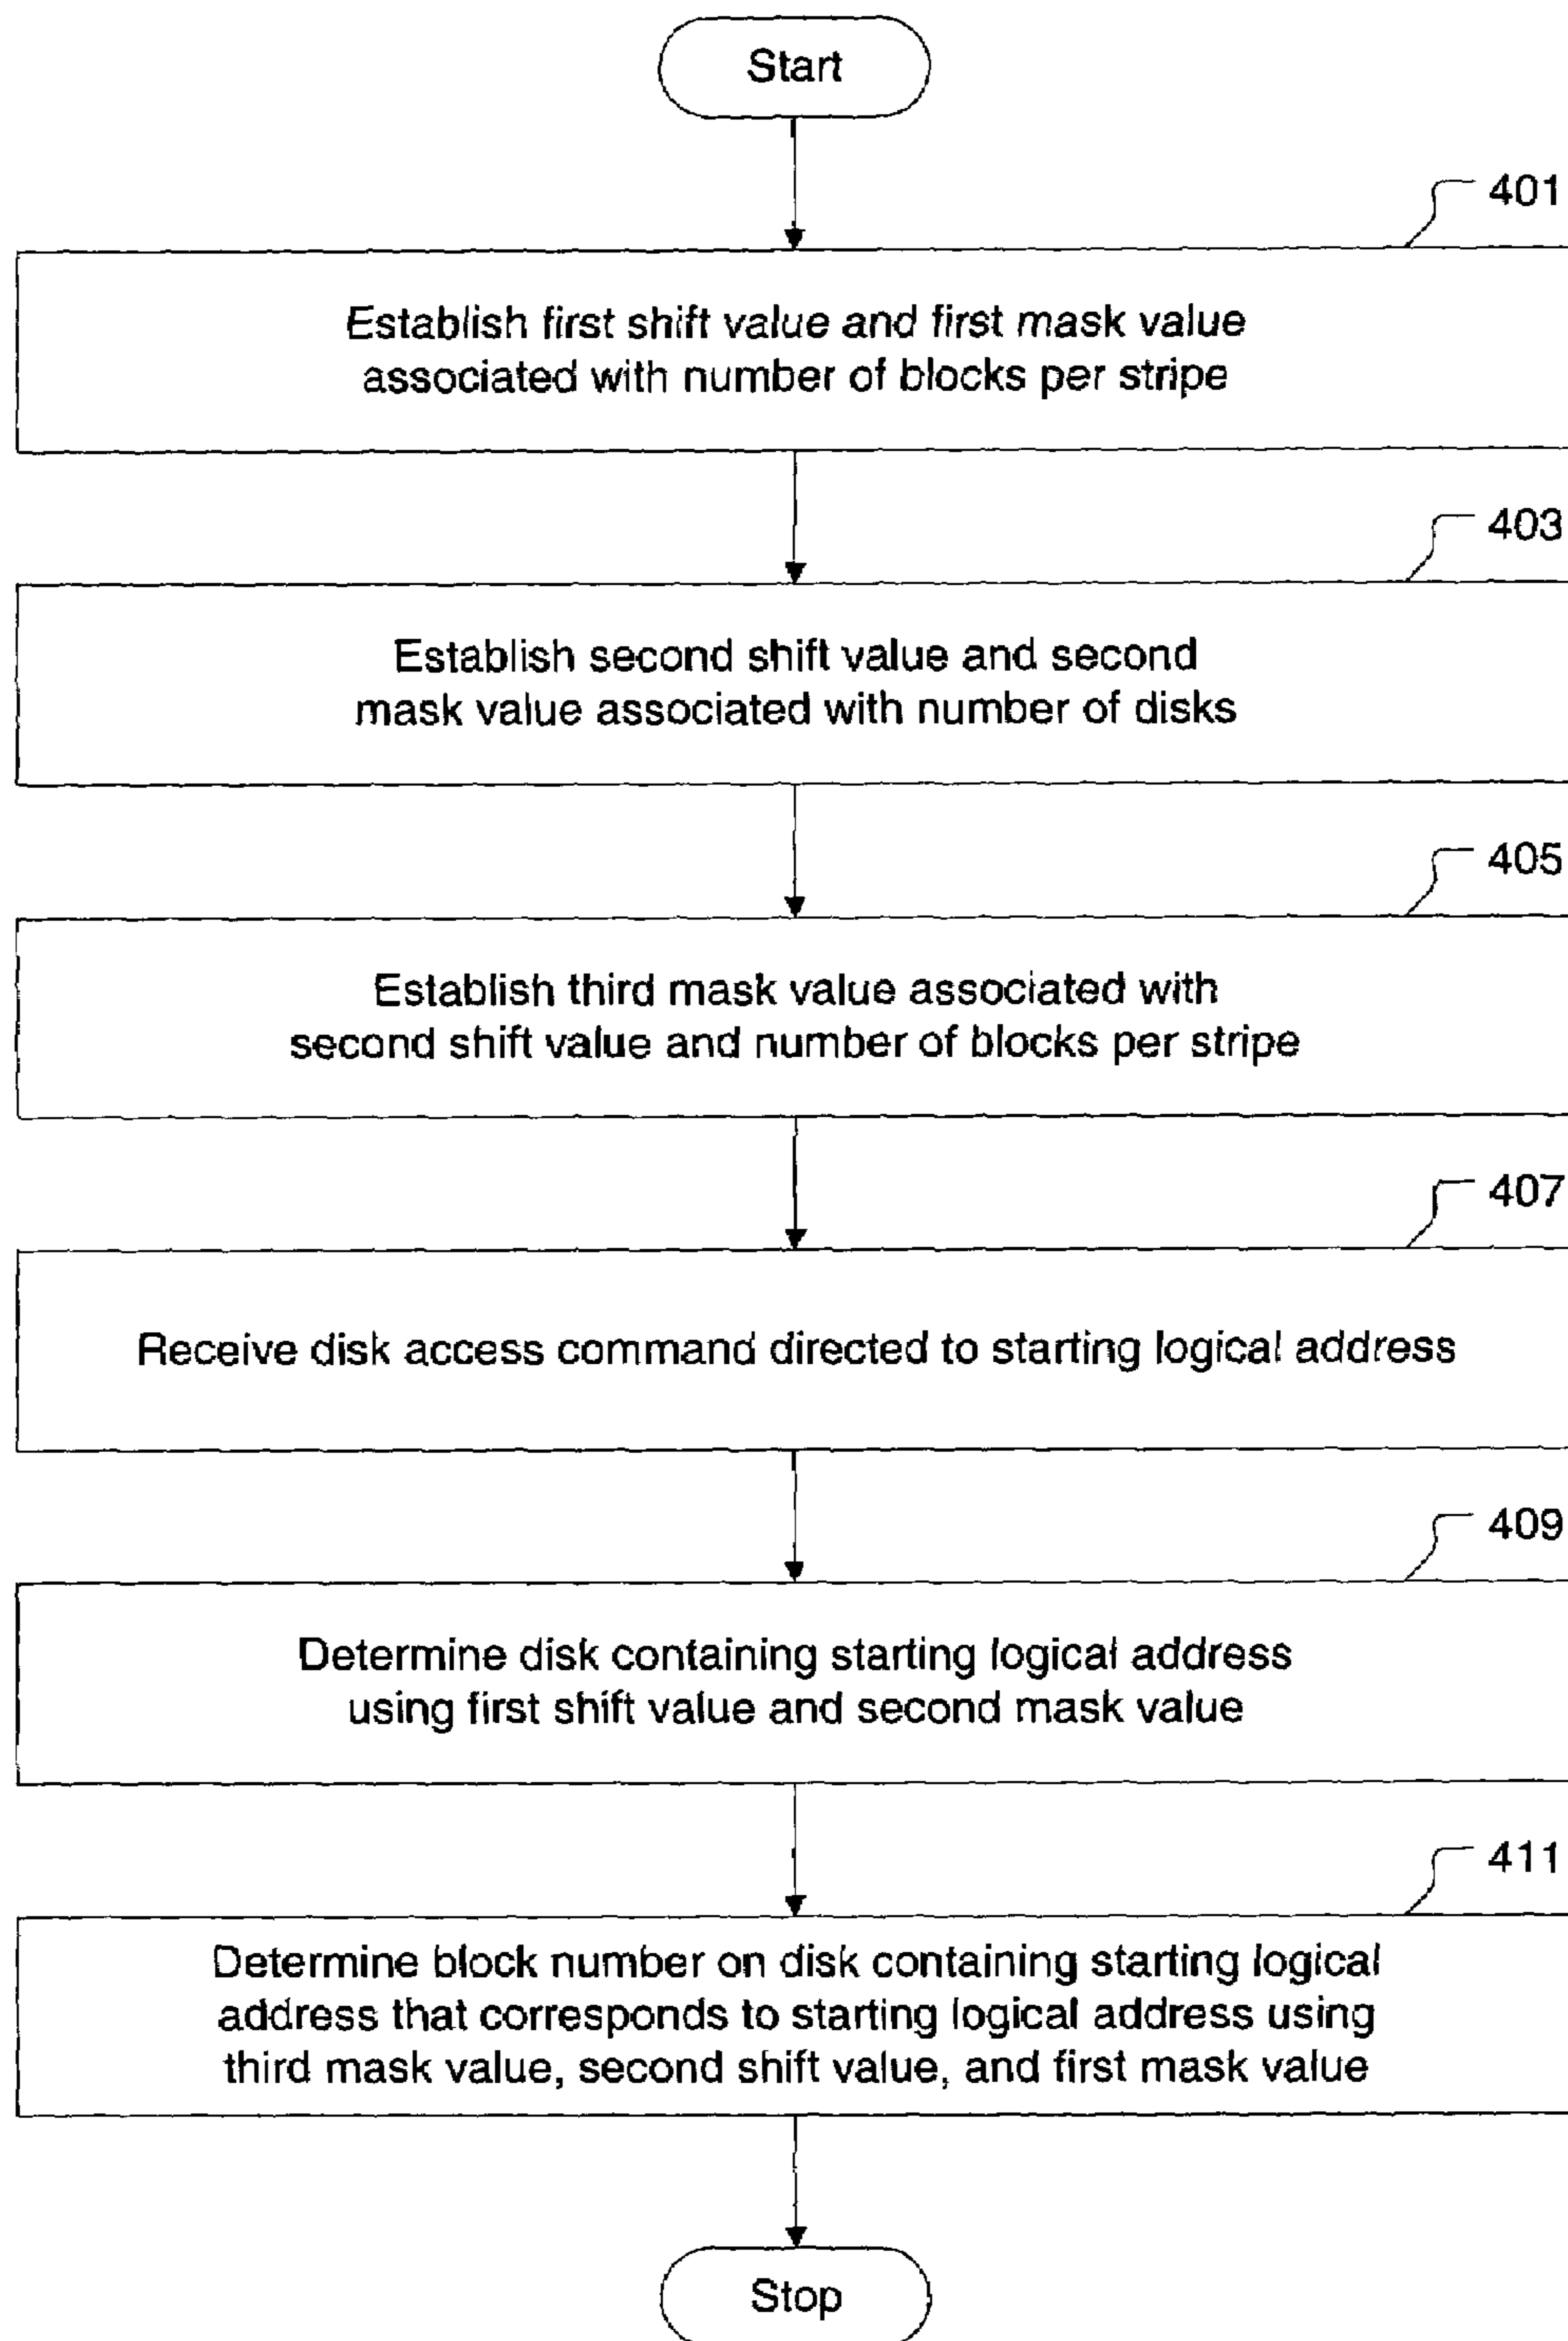 Start
401
Establish first shift value and first mask value
associated with number of blocks per stripe
403
Establish second shift value and second
mask value associated with number of disks
405
Establish third mask value associated with
second shift value and number of blocks per stripe
407
Receive disk access command directed to starting logical address
409
Determine disk containing starting logical address
using first shift value and second mask value
411
Determine block number on disk containing starting logical
address that corresponds to starting logical address using
third mask value, second shift value, and first mask value
Stop